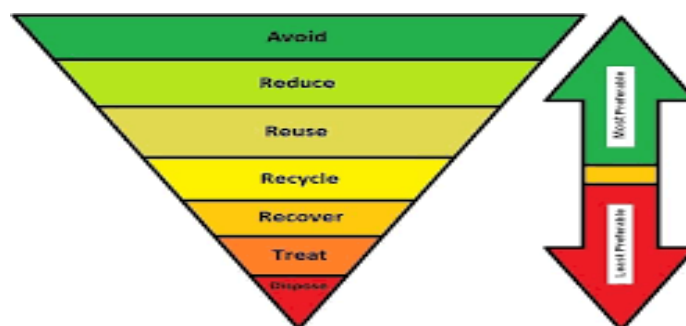 Avoid
Reduce
Reuse
Recycle
Recover
Treat
Dispose
Most Preferable
Least Preferable